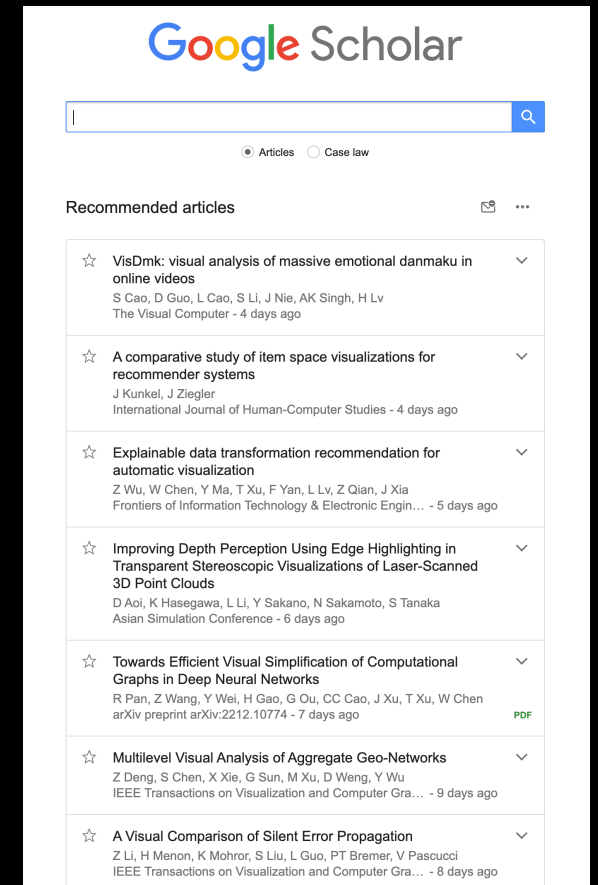 Google Scholar
Articles Case law
Recommended articles
VisDmk: visual analysis of massive emotional danmaku in
online videos
S Cao, D Guo, L Cao, S Li, J Nie, AK Singh, H Lv
The Visual Computer - 4 days ago
A comparative study of item space visualizations for
recommender systems
J Kunkel, J Ziegler
International Journal of Human-Computer Studies - 4 days ago
Explainable data transformation recommendation for
automatic visualization
Z Wu, W Chen, Y Ma, T Xu, F Yan, L Lv, Z Qian, J Xia
Frontiers of Information Technology & Electronic Engin… - 5 days ago
Improving Depth Perception Using Edge Highlighting in
Transparent Stereoscopic Visualizations of Laser-Scanned
3D Point Clouds
D Aoi, K Hasegawa, L Li, Y Sakano, N Sakamoto, S Tanaka
Asian Simulation Conference - 6 days ago
Towards Efficient Visual Simplification of Computational
Graphs in Deep Neural Networks
R Pan, Z Wang, Y Wei, H Gao, G Ou, CC Cao, J Xu, T Xu, W Chen
arXiv preprint arXiv:2212.10774 - 7 days ago
PDF
Multilevel Visual Analysis of Aggregate Geo-Networks
Z Deng, S Chen, X Xie, G Sun, M Xu, D Weng, Y Wu
IEEE Transactions on Visualization and Computer Gra… - 9 days ago
A Visual Comparison of Silent Error Propagation
Z Li, H Menon, K Mohror, S Liu, L Guo, PT Bremer, V Pascucci
IEEE Transactions on Visualization and Computer Gra… - 8 days ago